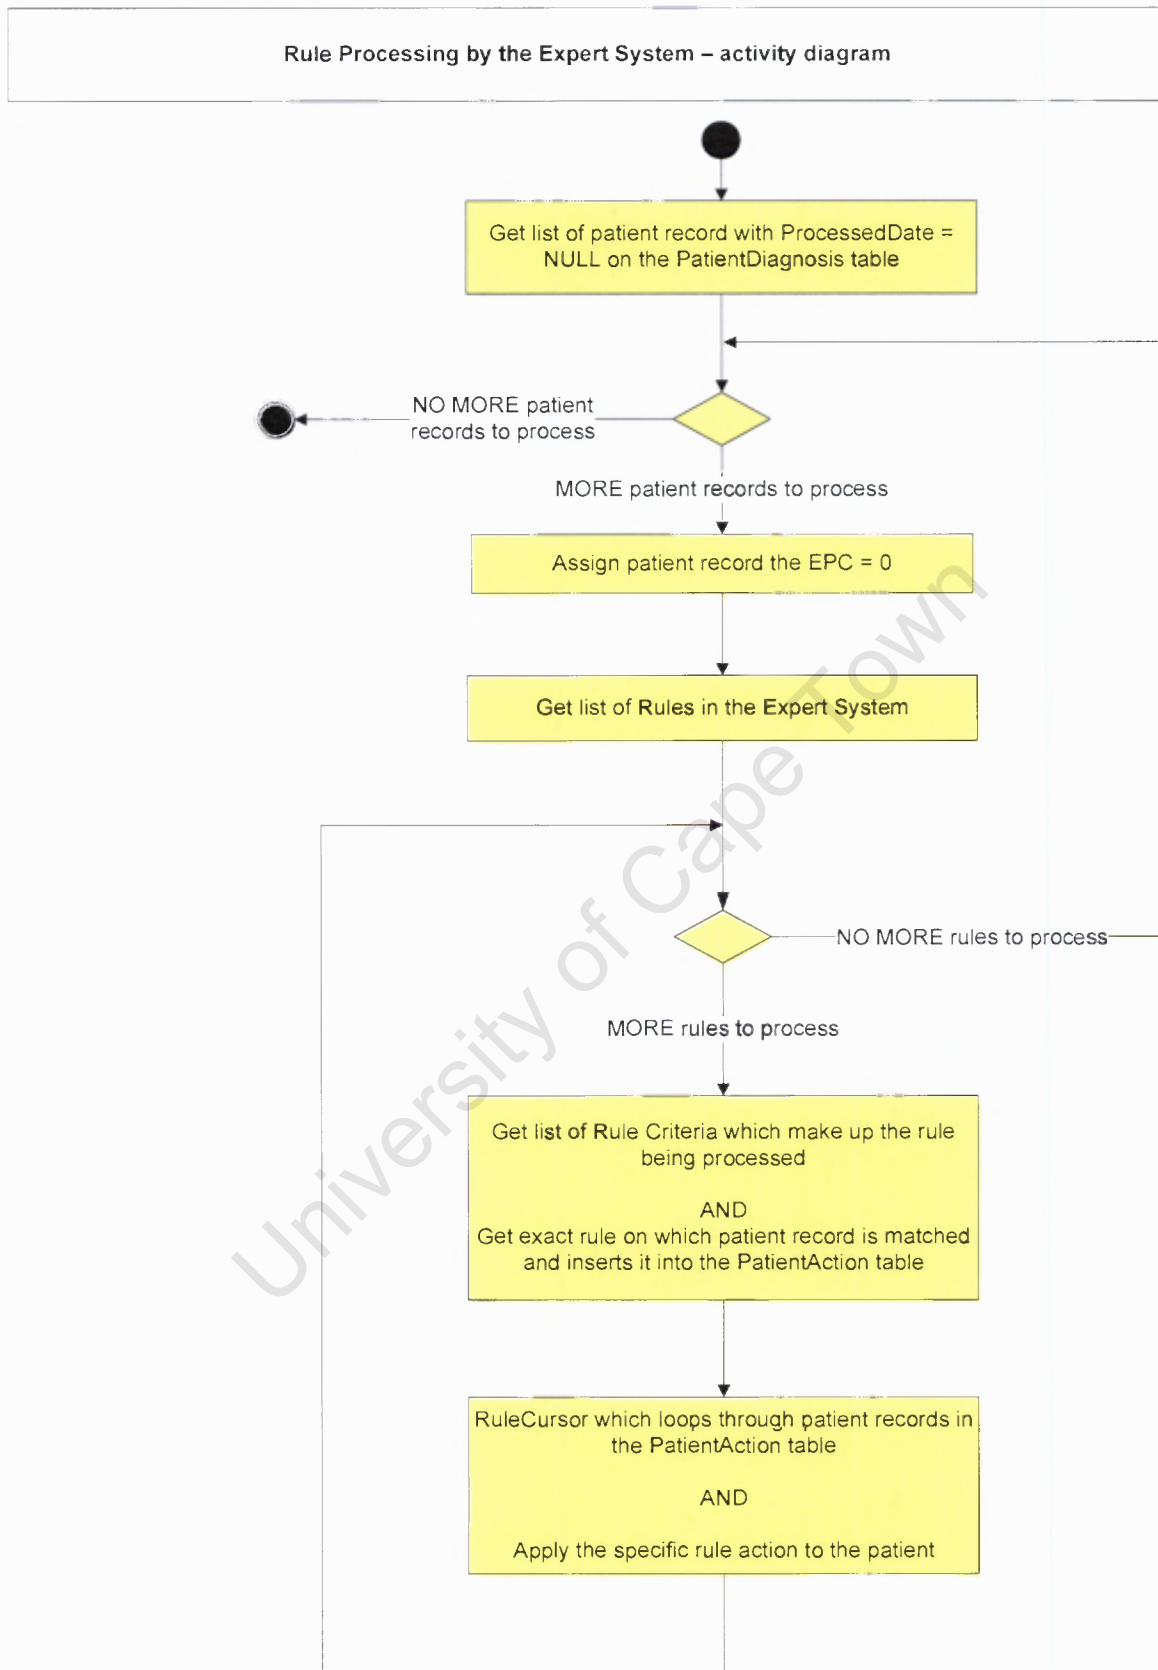 Rule Processing by the Expert System – activity diagram
Get list of patient record with ProcessedDate =
NULL on the PatientDiagnosis table
NO MORE patient
records to process
MORE patient records to process
Assign patient record the EPC = 0
Get list of Rules in the Expert System
NO MORE rules to process
MORE rules to process
Get list of Rule Criteria which make up the rule
being processed
AND
Get exact rule on which patient record is matched
and inserts it into the PatientAction table
RuleCursor which loops through patient records in
the PatientAction table
AND
Apply the specific rule action to the patient
University of Cape Town